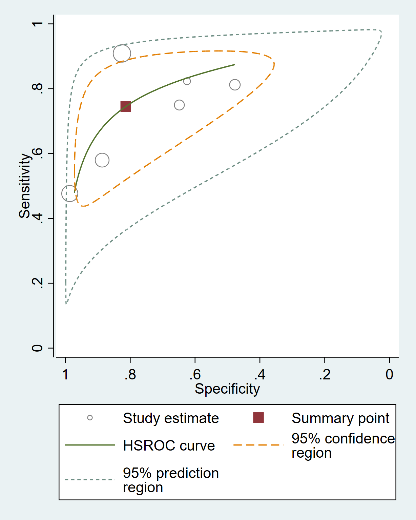 1
.8
.6
.4
.2
0
Sensitivity
1
.8
.6
.4
.2
0
Specificity
Study estimate
Summary point
HSROC curve
95% confidence
region
95% prediction
region